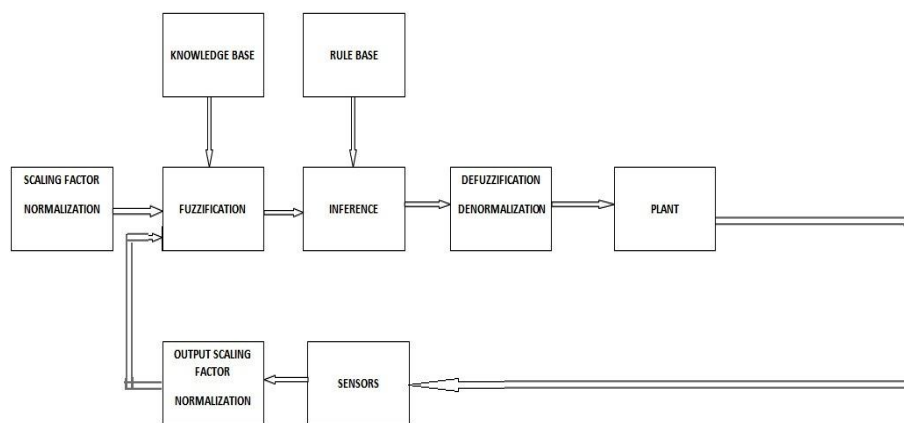 KNOWLEDGE BASE
RULE BASE
SCALING FACTOR
NORMALIZATION
FUZZIFICATION
INFERENCE
DEFUZZIFICATION
DENORMALIZATION
PLANT
OUTPUT SCALING
FACTOR
NORMALIZATION
SENSORS